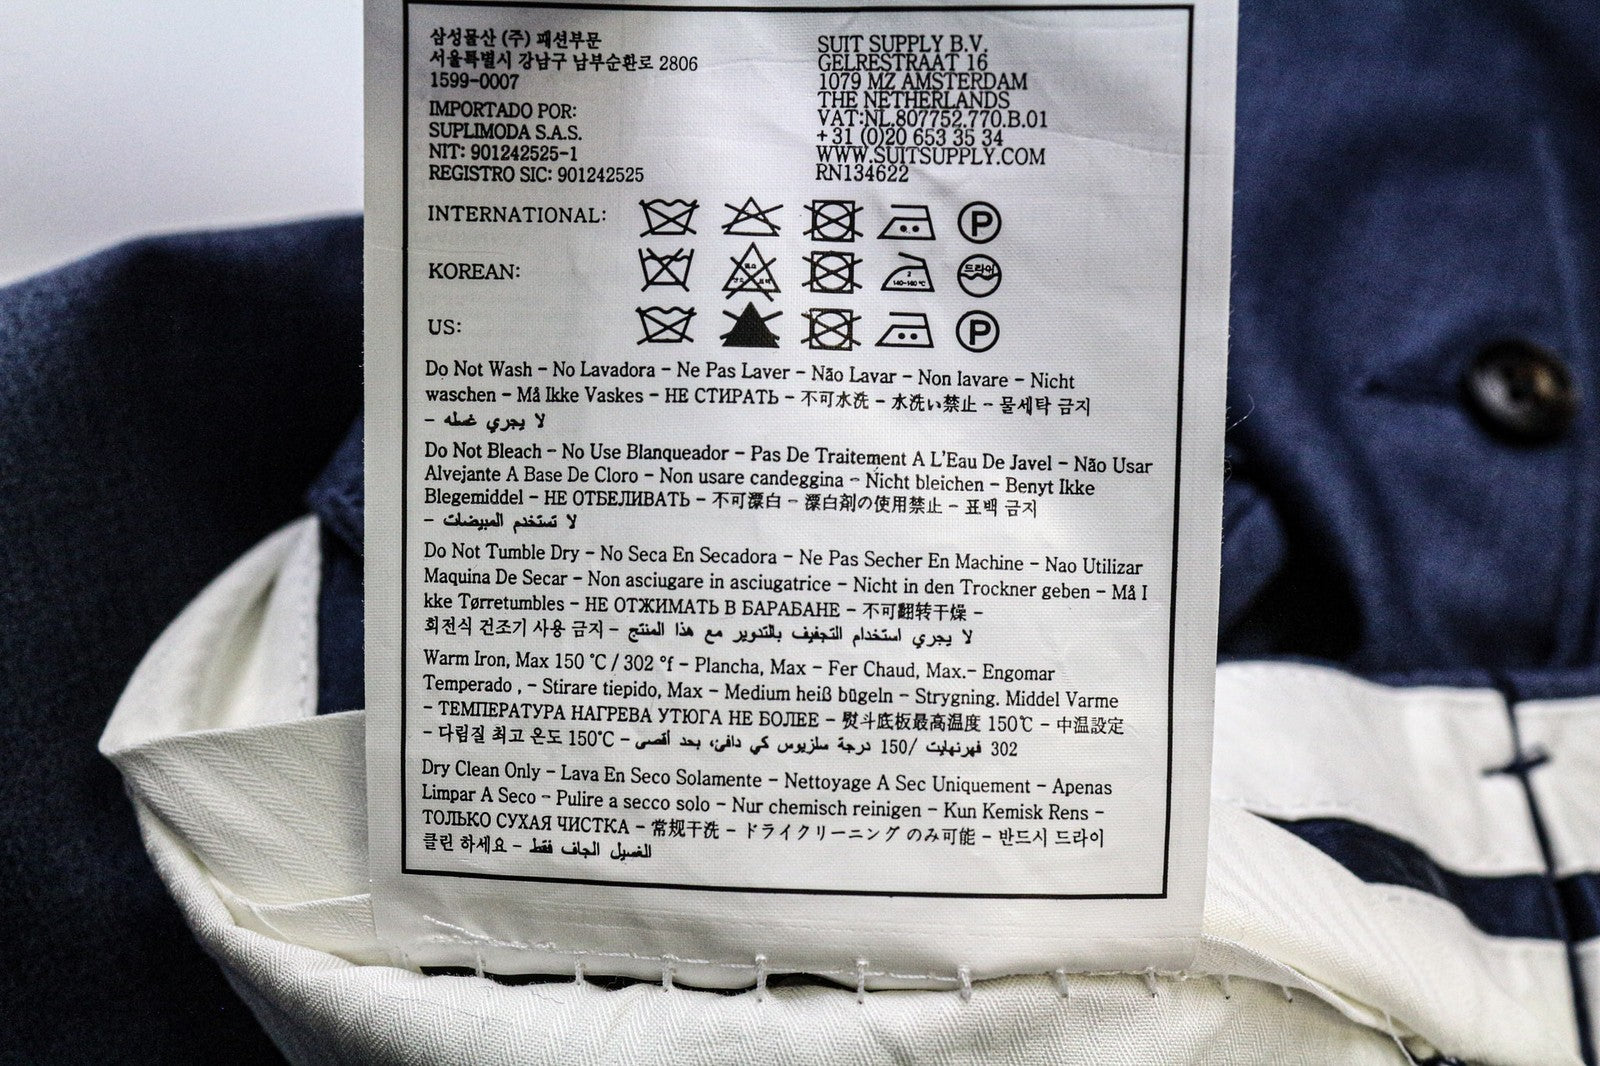 삼성물산 (주) 패션부문
서울특별시 강남구 남부순환로 2806
1599-0007
IMPORTADO POR:
SUPLIMODA S.A.S.
NIT: 901242525-1
REGISTRO SIC: 901242525
SUIT SUPPLY B.V.
GELRESTRAAT 16
1079 MZ AMSTERDAM
THE NETHERLANDS
VAT:NL.807752.770.B.01
+31 (0)20 653 35 34
WWW.SUITSUPPLY.COM
RN134622
INTERNATIONAL:
P
KOREAN:
드라이
US:
P
Do Not Wash - No Lavadora - Ne Pas Laver - Não Lavar - Non lavare - Nicht
waschen - Må Ikke Vaskes - НЕ СТИРАТЬ - 不可水洗 - 水洗い禁止 - 물세탁 금지
- لا يجري غسله
Do Not Bleach - No Use Blanqueador - Pas De Traitement A L'Eau De Javel - Não Usar
Alvejante A Base De Cloro - Non usare candeggina - Nicht bleichen - Benyt Ikke
Blegemiddel - НЕ ОТБЕЛИВАТЬ - 不可漂白 - 漂白剤の使用禁止 - 표백 금지
- لا تستخدم المبيضات
Do Not Tumble Dry - No Seca En Secadora - Ne Pas Secher En Machine - Nao Utilizar
Maquina De Secar - Non asciugare in asciugatrice - Nicht in den Trockner geben - Må I
kke Tørretumbles - НЕ ОТЖИМАТЬ В БАРАБАНЕ - 不可翻转干燥 -
회전식 건조기 사용 금지 - لا يجري استخدام التجفيف بالتدوير مع هذا المنتج
Warm Iron, Max 150 °C / 302 °f - Plancha, Max - Fer Chaud, Max.- Engomar
Temperado , - Stirare tiepido, Max - Medium heiß bügeln - Strygning. Middel Varme
- ТЕМПЕРАТУРА НАГРЕВА УТЮГА НЕ БОЛЕЕ - 熨斗底板最高温度 150℃ - 中温設定
- 다림질 최고 온도 150℃ - 302 فهرنهايت /150 درجة سلزيوس كي دافئ، بحد أقصى
Dry Clean Only - Lava En Seco Solamente - Nettoyage A Sec Uniquement - Apenas
Limpar A Seco - Pulire a secco solo - Nur chemisch reinigen - Kun Kemisk Rens -
ТОЛЬКО СУХАЯ ЧИСТКА - 常规干洗 - ドライクリーニング のみ可能 - 반드시 드라이
클린 하세요 - الغسيل الجاف فقط